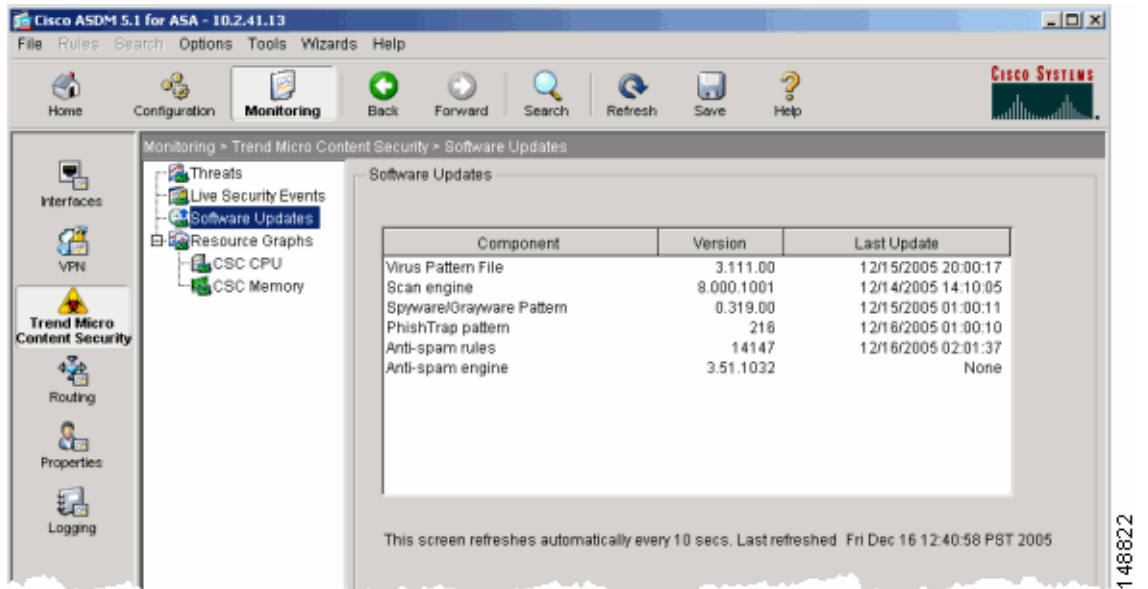 Cisco ASDM 5.1 for ASA - 10.2.41.13
File Rules Search Options Tools Wizards Help
Home Configuration Monitoring Back Forward Search Refresh Save Help
CISCO SYSTEMS
Monitoring > Trend Micro Content Security > Software Updates
Interfaces
VPN
Trend Micro
Content Security
Routing
Properties
Logging
Threats
Live Security Events
Software Updates
Resource Graphs
CSC CPU
CSC Memory
Software Updates
Component Version Last Update
Virus Pattern File 3.111.00 12/15/2005 20:00:17
Scan engine 8.000.1001 12/14/2005 14:10:05
Spyware/Grayware Pattern 0.319.00 12/15/2005 01:00:11
PhishTrap pattern 216 12/16/2005 01:00:10
Anti-spam rules 14147 12/16/2005 02:01:37
Anti-spam engine 3.51.1032 None
This screen refreshes automatically every 10 secs. Last refreshed Fri Dec 16 12:40:58 PST 2005
148822